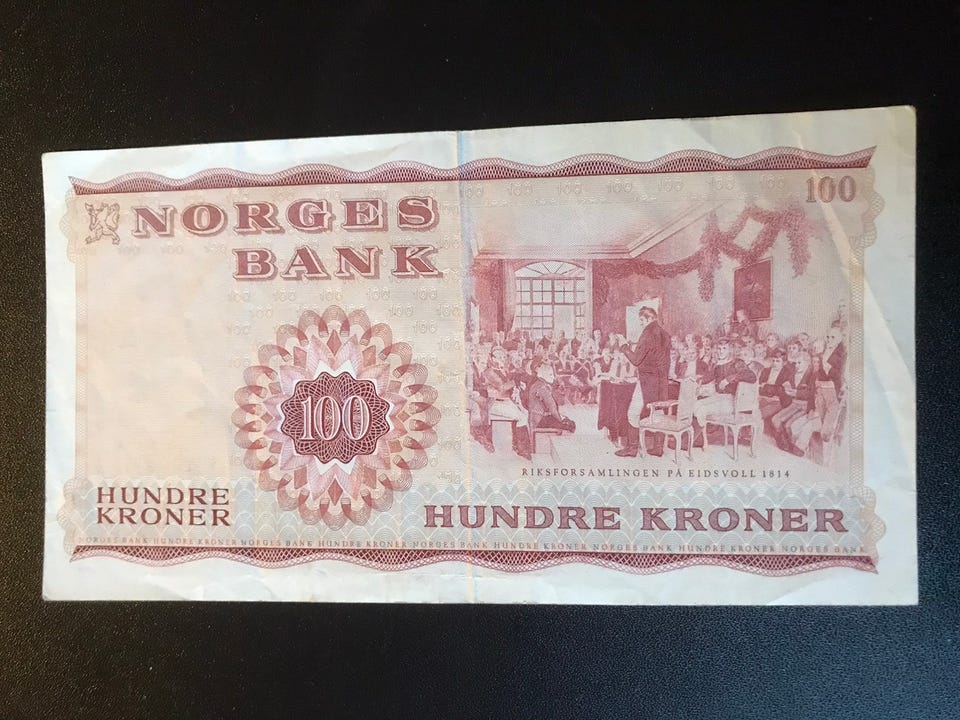 100
NORGES
BANK
100
RIKSFORSAMLINGEN PÅ EIDSVOLL 1814
HUNDRE
KRONER
HUNDRE KRONER
NORGES BANK HUNDRE KRONER NORGES BANK HUNDRE KRONER NORGES BANK HUNDRE KRONER NORGES BANK HUNDRE KRONER NORGES BANK